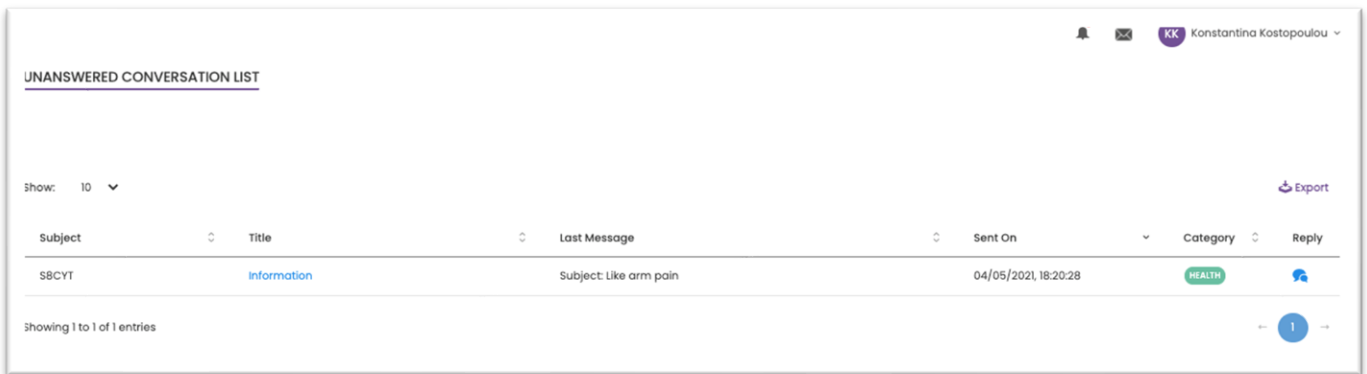 KK Konstantina Kostopoulou
UNANSWERED CONVERSATION LIST
Show: 10
Export
Subject Title Last Message Sent On Category Reply
S8CYT Information Subject: Like arm pain 04/05/2021, 18:20:28 HEALTH
Showing 1 to 1 of 1 entries
← 1 →